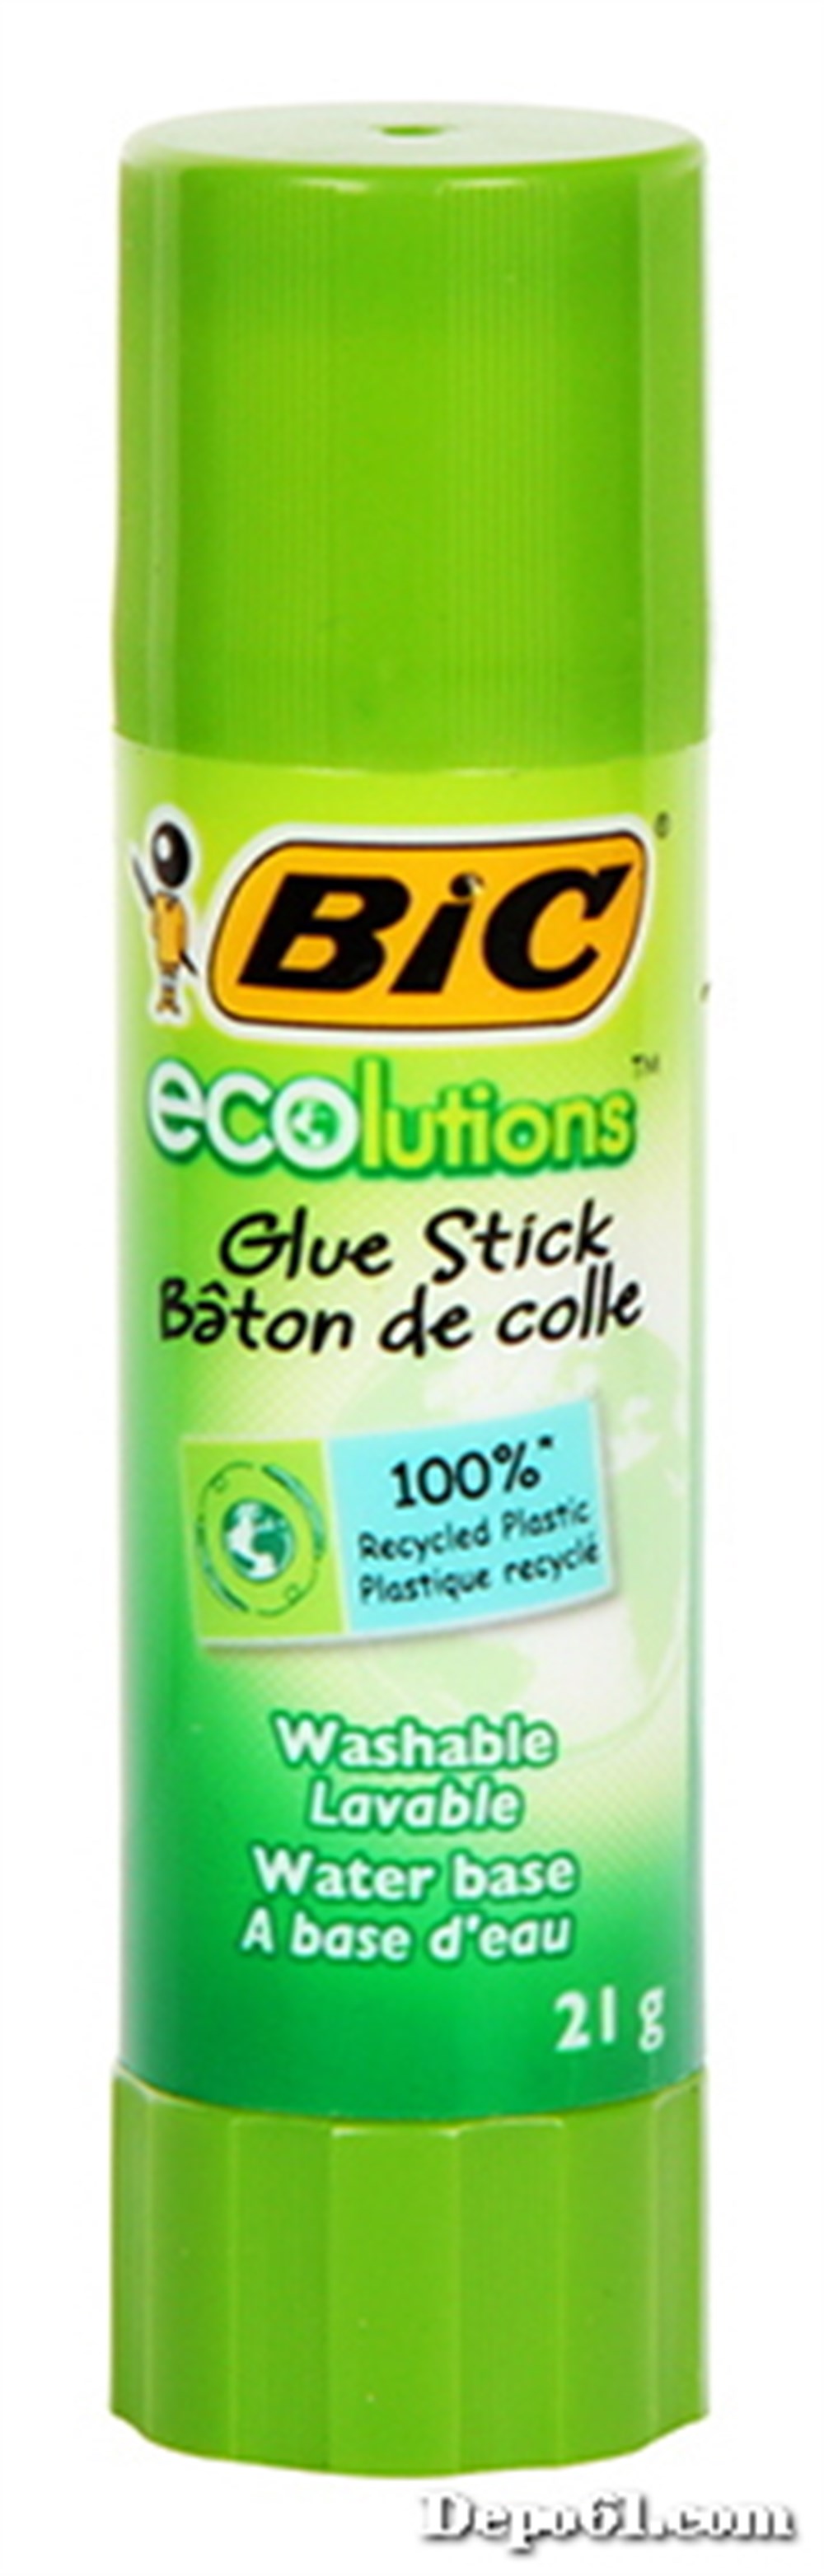 BiC®
ecolutions™
Glue Stick
Bâton de colle
100%*
Recycled Plastic
Plastique recyclé
Washable
Lavable
Water base
A base d'eau
21 g
Depo61.com